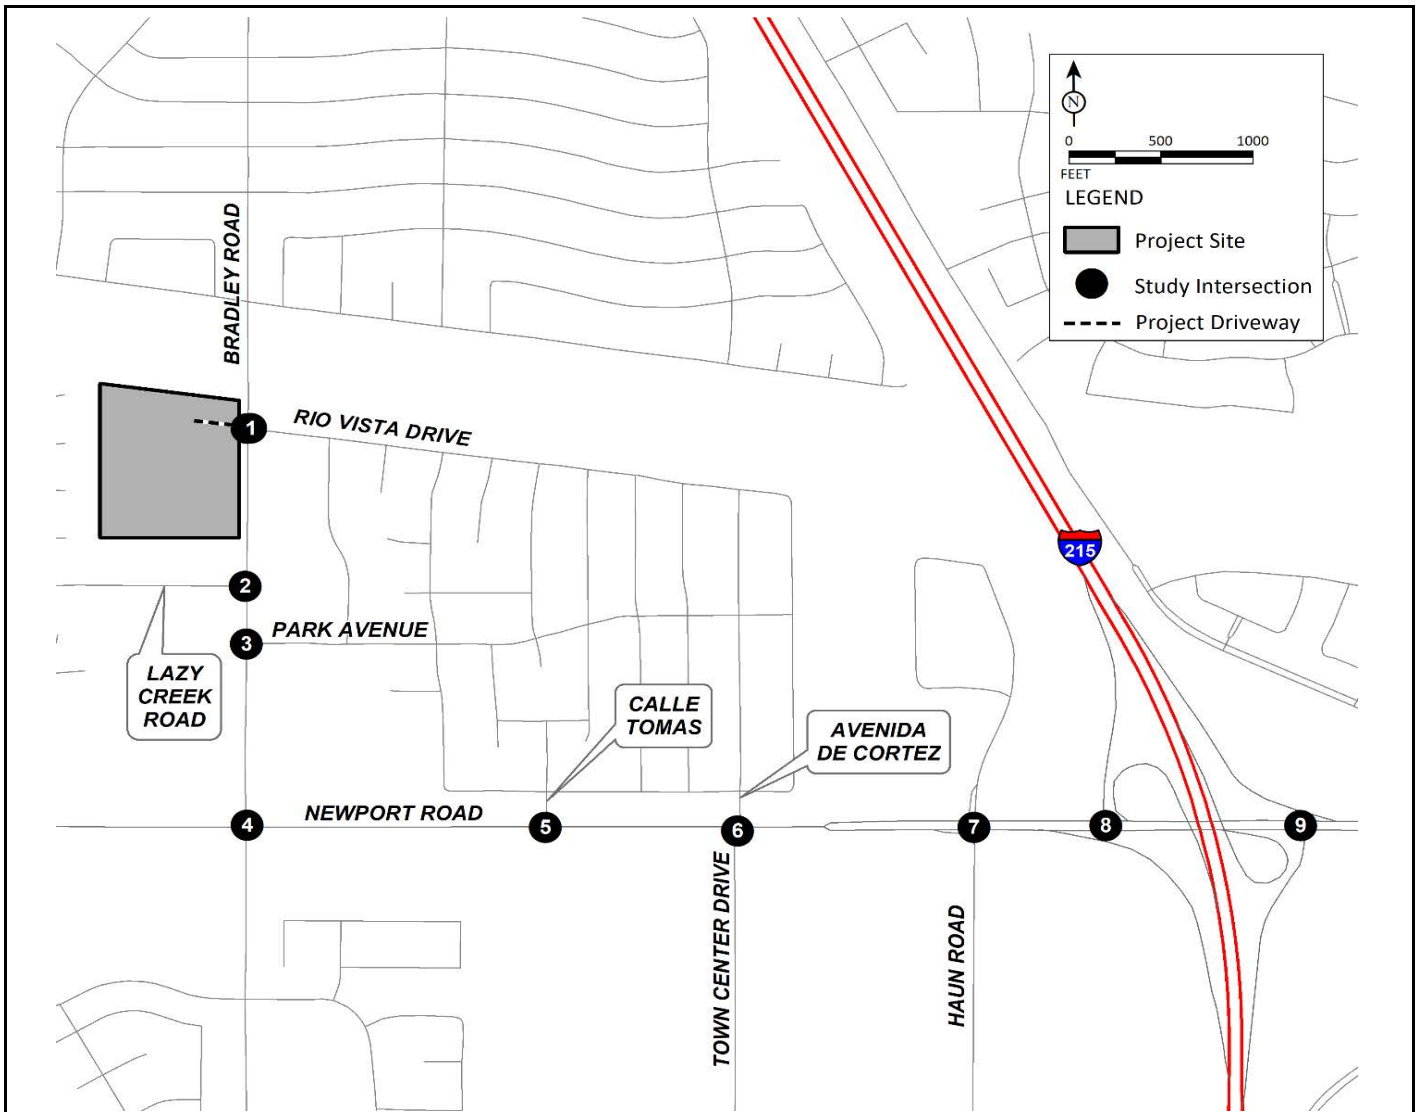 N
0 500 1000
FEET
LEGEND
Project Site
Study Intersection
Project Driveway
BRADLEY ROAD
1
RIO VISTA DRIVE
215
2
3
PARK AVENUE
LAZY
CREEK
ROAD
CALLE
TOMAS
AVENIDA
DE CORTEZ
4
NEWPORT ROAD
5
6
7
8
9
TOWN CENTER DRIVE
HAUN ROAD